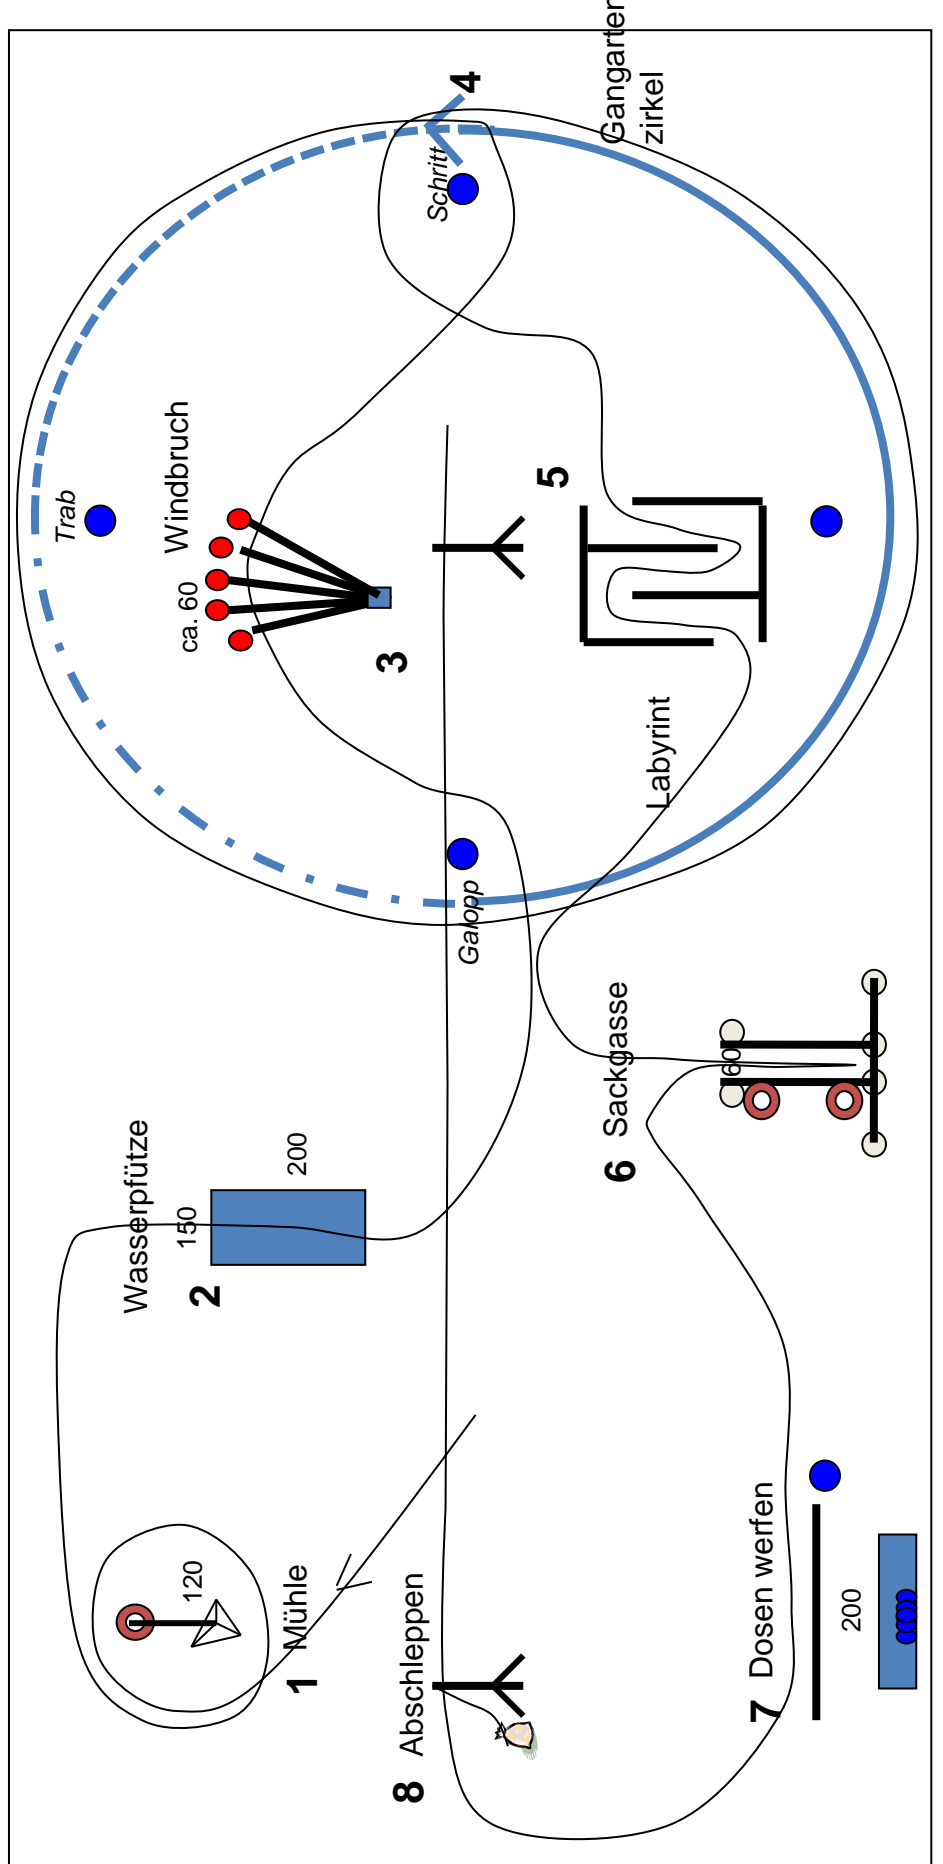 1 Mühle
120
2
Wasserpfütze
150
200
3
Windbruch
ca. 60
4
Gangarten
zirkel
Schritt
Trab
Galopp
5
Labyrint
6 Sackgasse
60
7 Dosen werfen
200
8 Abschleppen